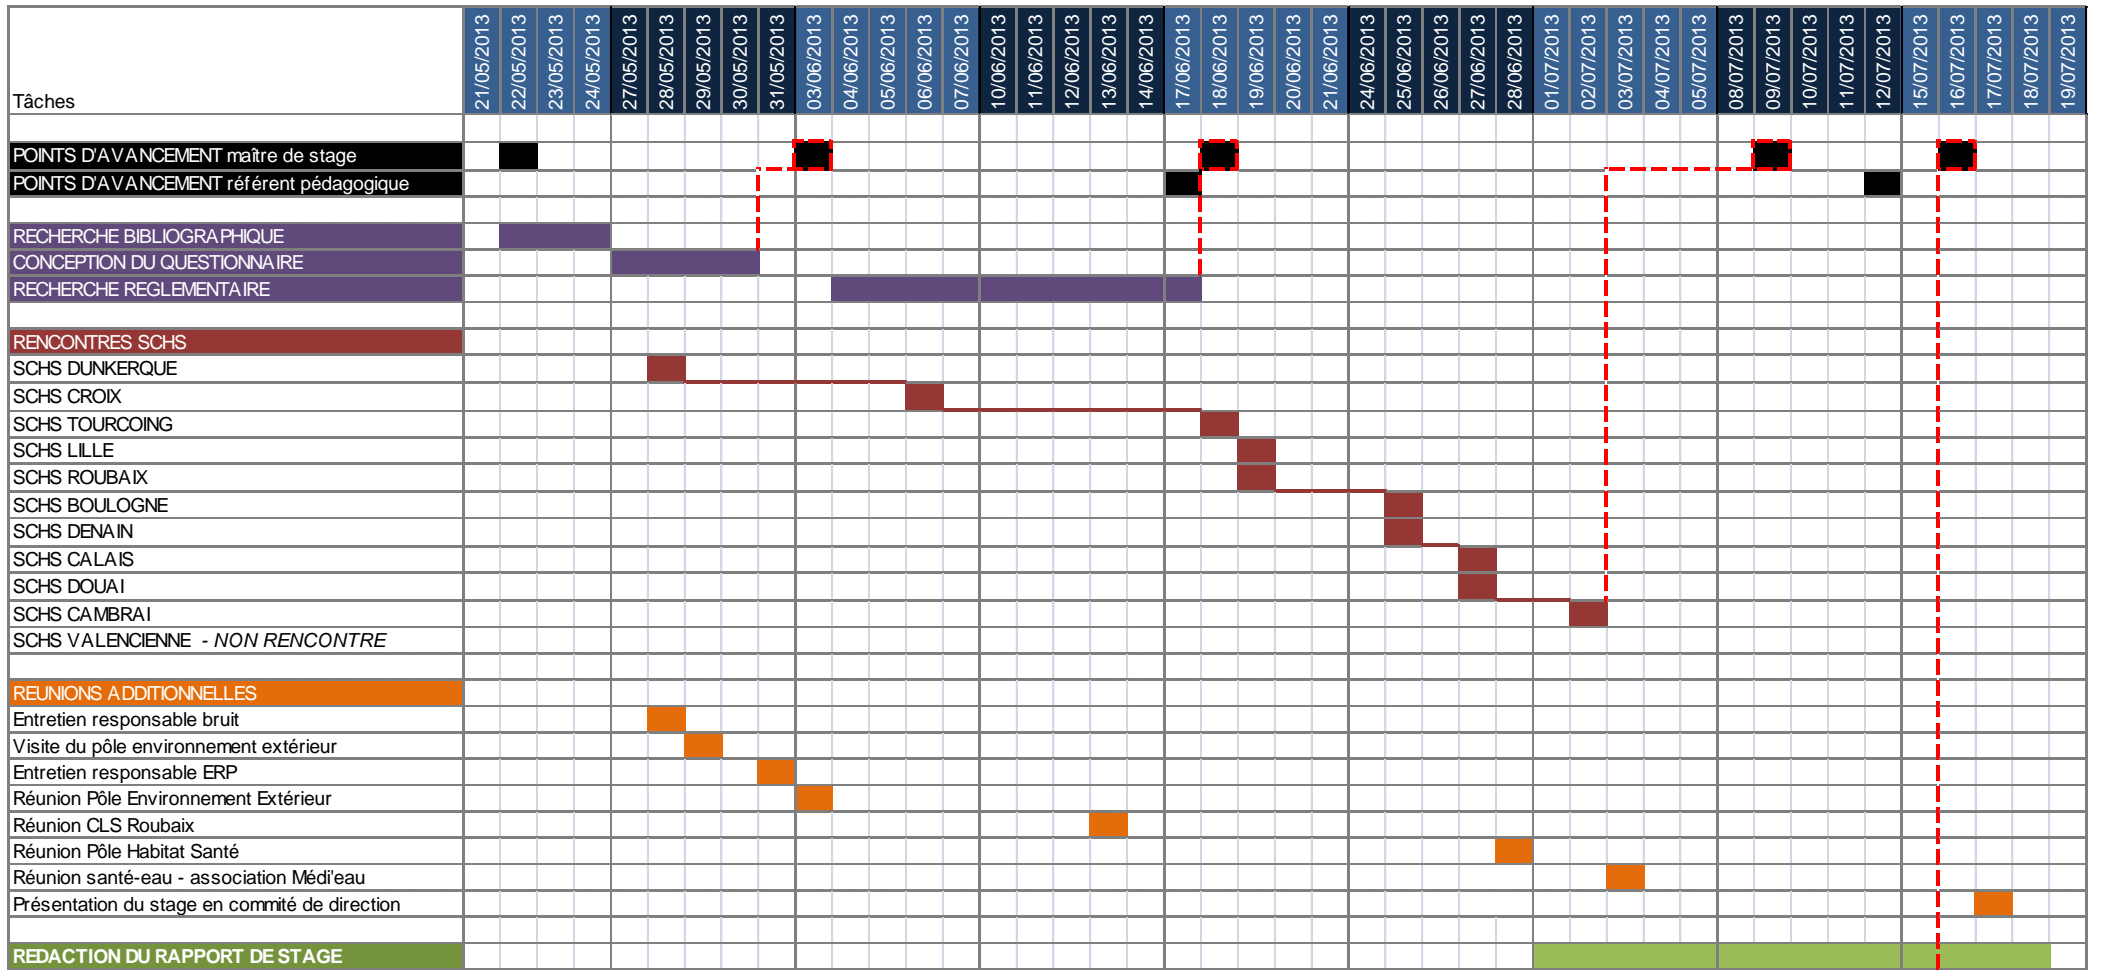 Tâches 21/05/2013 22/05/2013 23/05/2013 24/05/2013 27/05/2013 28/05/2013 29/05/2013 30/05/2013 31/05/2013 03/06/2013 04/06/2013 05/06/2013 06/06/2013 07/06/2013 10/06/2013 11/06/2013 12/06/2013 13/06/2013 14/06/2013 17/06/2013 18/06/2013 19/06/2013 20/06/2013 21/06/2013 24/06/2013 25/06/2013 26/06/2013 27/06/2013 28/06/2013 01/07/2013 02/07/2013 03/07/2013 04/07/2013 05/07/2013 08/07/2013 09/07/2013 10/07/2013 11/07/2013 12/07/2013 15/07/2013 16/07/2013 17/07/2013 18/07/2013 19/07/2013
POINTS D'AVANCEMENT maître de stage
POINTS D'AVANCEMENT référent pédagogique
RECHERCHE BIBLIOGRAPHIQUE
CONCEPTION DU QUESTIONNAIRE
RECHERCHE REGLEMENTAIRE
RENCONTRES SCHS
SCHS DUNKERQUE
SCHS CROIX
SCHS TOURCOING
SCHS LILLE
SCHS ROUBAIX
SCHS BOULOGNE
SCHS DENAIN
SCHS CALAIS
SCHS DOUAI
SCHS CAMBRAI
SCHS VALENCIENNE - NON RENCONTRE
REUNIONS ADDITIONNELLES
Entretien responsable bruit
Visite du pôle environnement extérieur
Entretien responsable ERP
Réunion Pôle Environnement Extérieur
Réunion CLS Roubaix
Réunion Pôle Habitat Santé
Réunion santé-eau - association Médi'eau
Présentation du stage en commité de direction
REDACTION DU RAPPORT DE STAGE